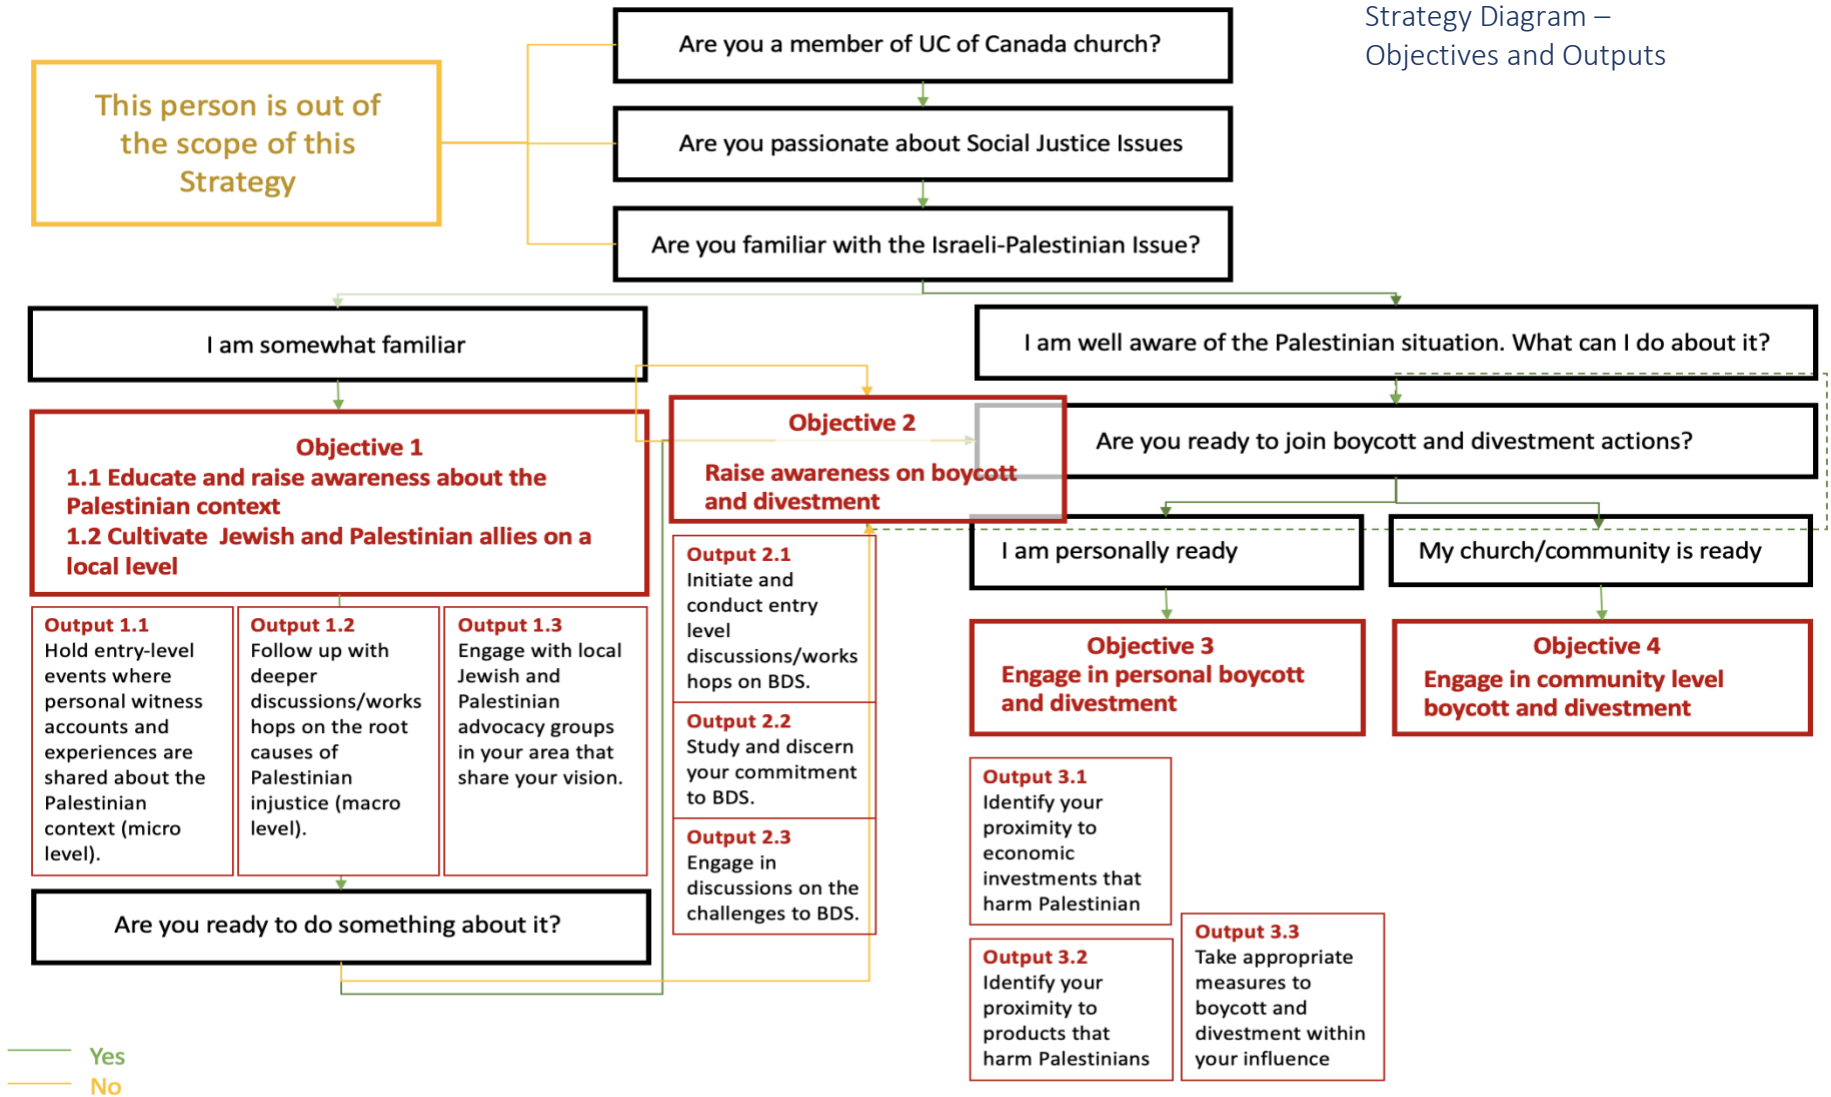 Strategy Diagram –
Objectives and Outputs
Are you a member of UC of Canada church?
This person is out of
the scope of this
Strategy
Are you passionate about Social Justice Issues
Are you familiar with the Israeli-Palestinian Issue?
I am somewhat familiar
I am well aware of the Palestinian situation. What can I do about it?
Objective 1
1.1 Educate and raise awareness about the
Palestinian context
1.2 Cultivate Jewish and Palestinian allies on a
local level
Objective 2
Raise awareness on boycott
and divestment
Are you ready to join boycott and divestment actions?
I am personally ready
My church/community is ready
Output 1.1
Hold entry-level
events where
personal witness
accounts and
experiences are
shared about the
Palestinian
context (micro
level).
Output 1.2
Follow up with
deeper
discussions/works
hops on the root
causes of
Palestinian
injustice (macro
level).
Output 1.3
Engage with local
Jewish and
Palestinian
advocacy groups
in your area that
share your vision.
Output 2.1
Initiate and
conduct entry
level
discussions/works
hops on BDS.
Output 2.2
Study and discern
your commitment
to BDS.
Output 2.3
Engage in
discussions on the
challenges to BDS.
Objective 3
Engage in personal boycott
and divestment
Objective 4
Engage in community level
boycott and divestment
Output 3.1
Identify your
proximity to
economic
investments that
harm Palestinian
Output 3.2
Identify your
proximity to
products that
harm Palestinians
Output 3.3
Take appropriate
measures to
boycott and
divestment within
your influence
Are you ready to do something about it?
Yes
No